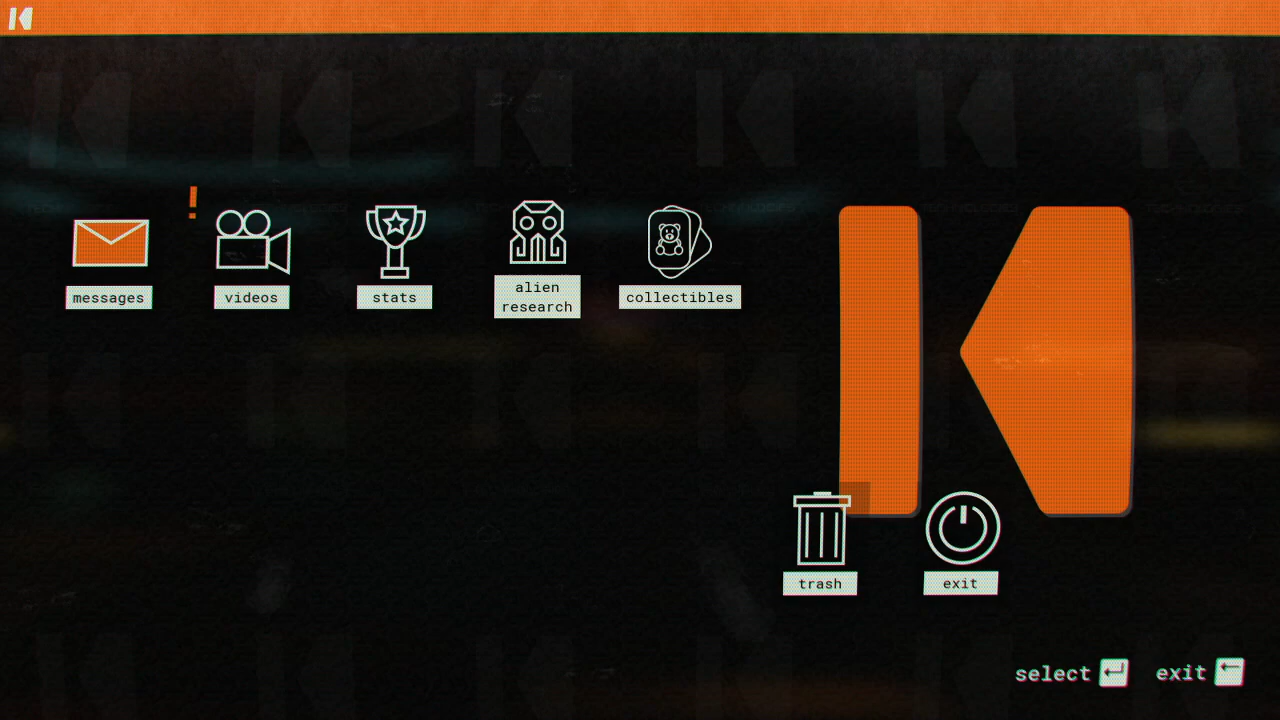 !
messages
videos
stats
alien
research
collectibles
trash
exit
select
exit